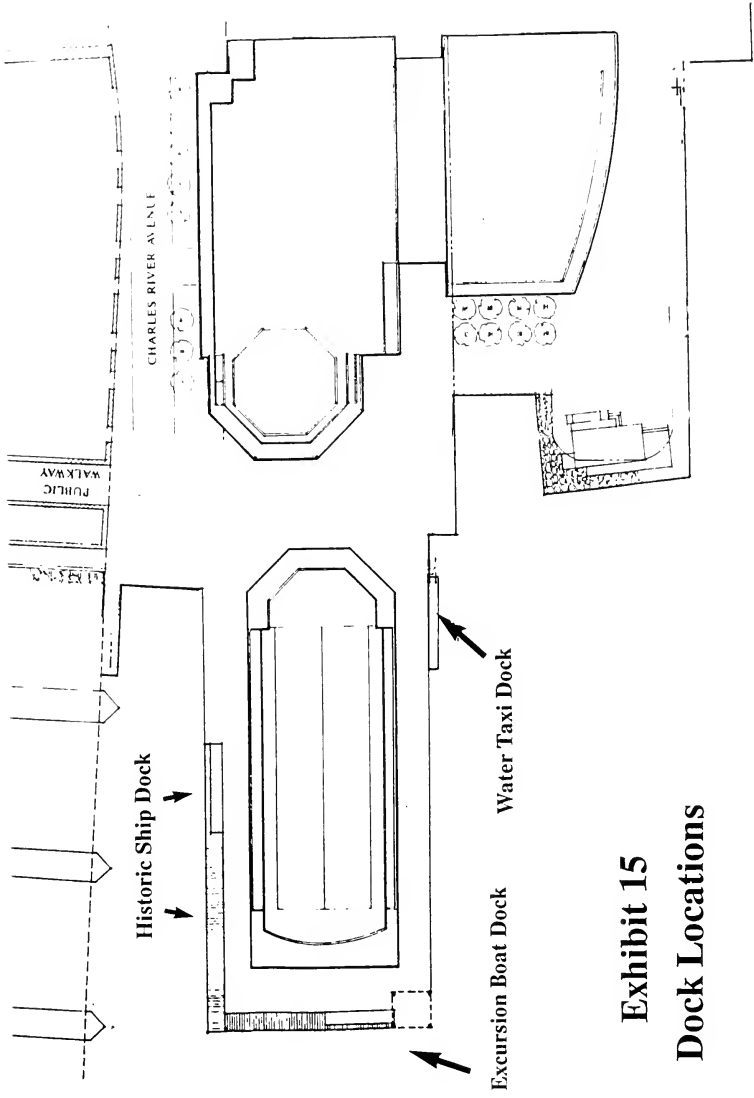 CHARLES RIVER AVENUE
PUBLIC
WALKWAY
Historic Ship Dock
Water Taxi Dock
Excursion Boat Dock
Exhibit 15
Dock Locations